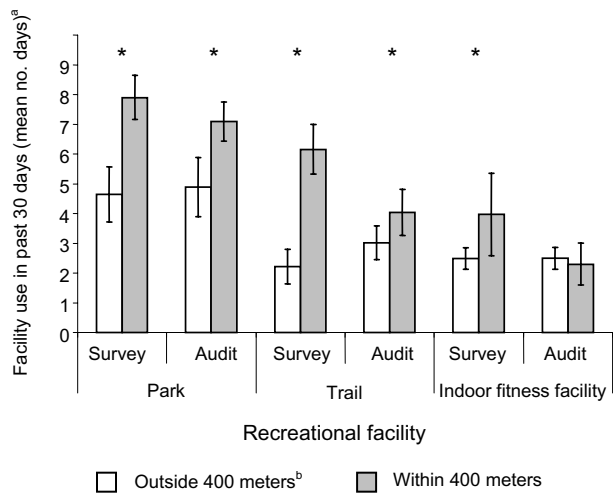 Facility use in past 30 days (mean no. days)ᵃ
* * * * *
9
8
7
6
5
4
3
2
1
0
Survey Audit Survey Audit Survey Audit
Park Trail Indoor fitness facility
Recreational facility
Outside 400 metersᵇ Within 400 meters